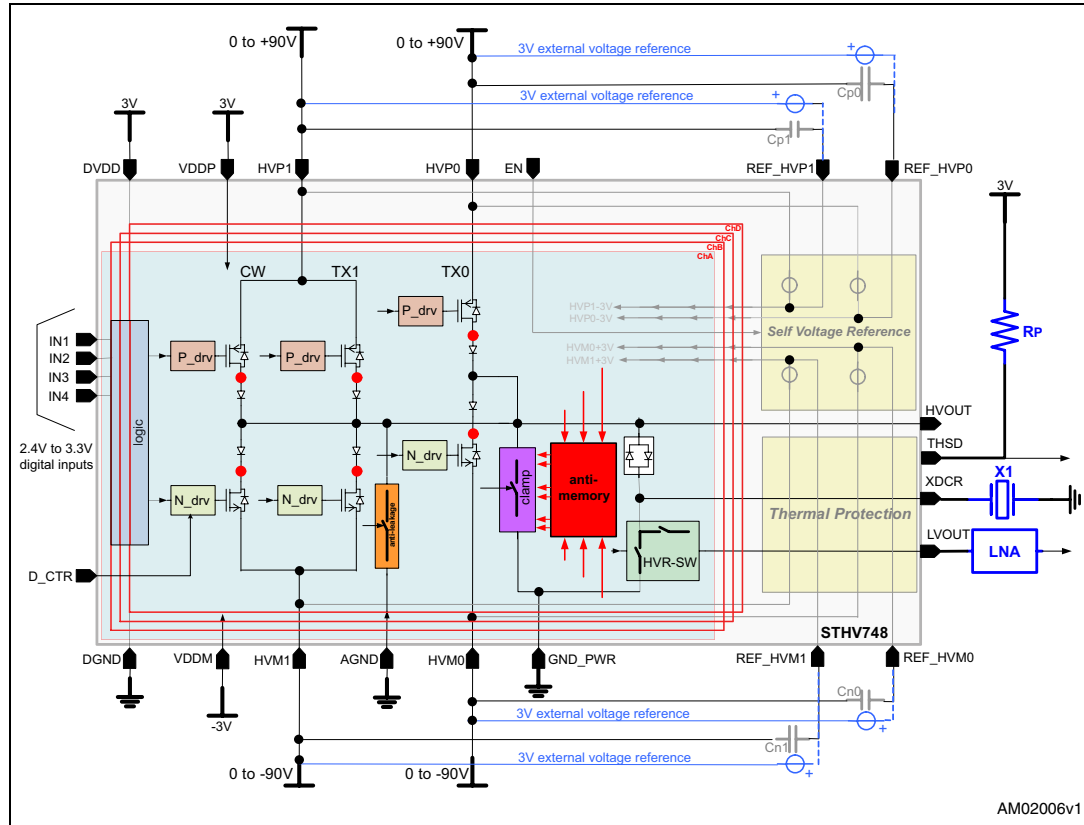 0 to +90V
0 to +90V
3V external voltage reference
+
Cp0
3V external voltage reference
+
Cp1
3V
3V
DVDD
VDDP
HVP1
HVP0
EN
REF_HVP1
REF_HVP0
3V
ChD
ChC
ChB
ChA
CW
TX1
TX0
P_drv
HVP1-3V
HVP0-3V
Self Voltage Reference
HVM0+3V
HVM1+3V
RP
IN1
IN2
IN3
IN4
P_drv
P_drv
2.4V to 3.3V
digital inputs
logic
HVOUT
THSD
N_drv
clamp
anti-
memory
X1
XDCR
N_drv
N_drv
anti-leakage
Thermal Protection
LVOUT
LNA
HVR-SW
D_CTR
STHV748
DGND
VDDM
HVM1
AGND
HVM0
GND_PWR
REF_HVM1
REF_HVM0
-3V
Cn0
3V external voltage reference
+
Cn1
3V external voltage reference
+
0 to -90V
0 to -90V
AM02006v1